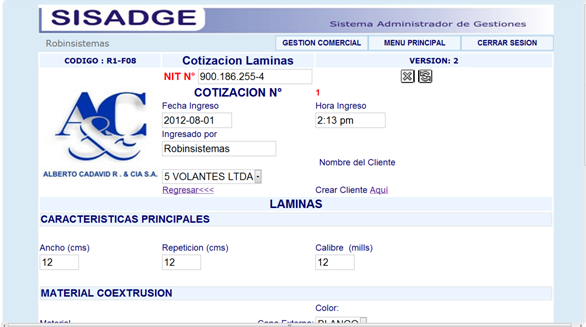 SISADGE
Sistema Administrador de Gestiones
Robinsistemas
GESTION COMERCIAL
MENU PRINCIPAL
CERRAR SESION
CODIGO : R1-F08
Cotizacion Laminas
VERSION: 2
NIT N° 900.186.255-4
COTIZACION N° 1
Fecha Ingreso
Hora Ingreso
2012-08-01
2:13 pm
Ingresado por
Robinsistemas
Nombre del Cliente
A&C
ALBERTO CADAVID R . & CIA S.A.
5 VOLANTES LTDA
Regresar<<<
Crear Cliente Aqui
LAMINAS
CARACTERISTICAS PRINCIPALES
Ancho (cms)
Repeticion (cms)
Calibre (mills)
12
12
12
MATERIAL COEXTRUSION
Color:
Material
Capa Externa: BLANCO